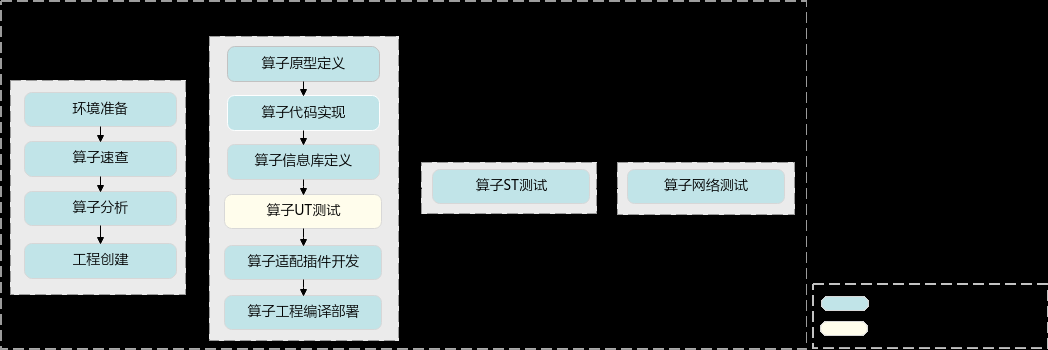 环境准备
算子速查
算子分析
工程创建
算子原型定义
算子代码实现
算子信息库定义
算子UT测试
算子适配插件开发
算子工程编译部署
算子ST测试
算子网络测试